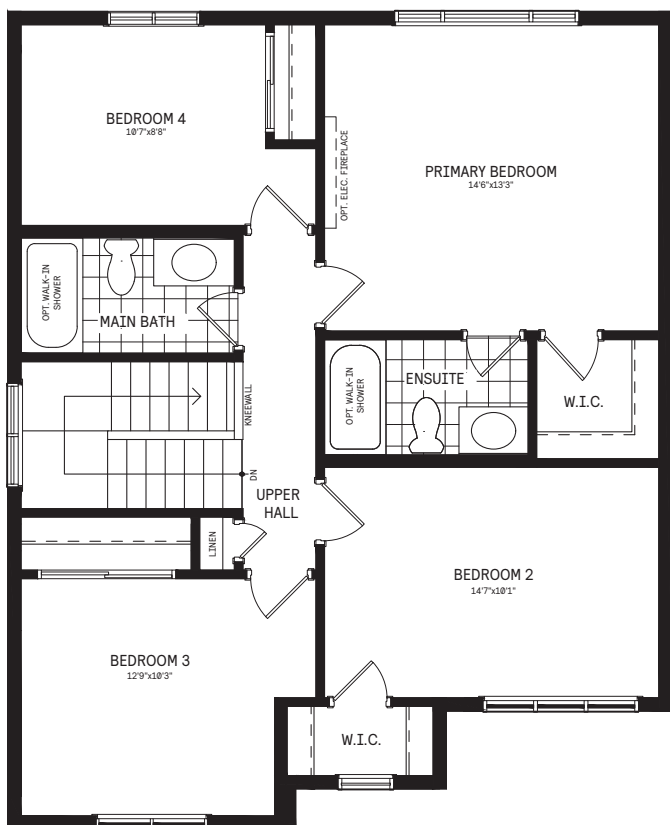 BEDROOM 4
10'7"x8'8"
PRIMARY BEDROOM
14'6"x13'3"
OPT. ELEC. FIREPLACE
OPT. WALK-IN
SHOWER
MAIN BATH
OPT. WALK-IN
SHOWER
ENSUITE
W.I.C.
KNEEWALL
DN
UPPER
HALL
LINEN
BEDROOM 2
14'7"x10'1"
BEDROOM 3
12'9"x10'3"
W.I.C.